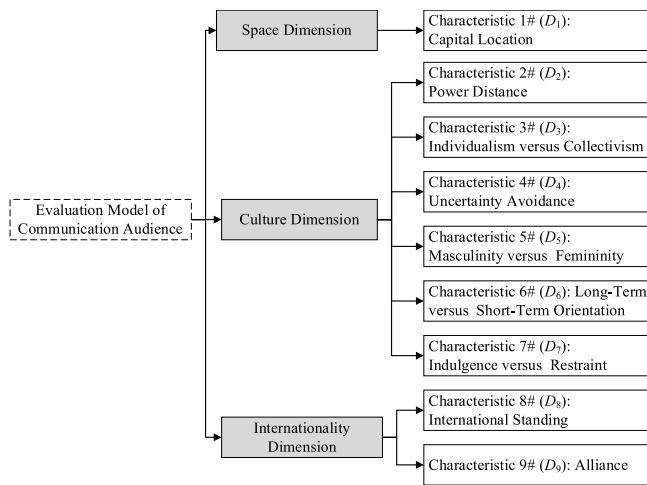 Evaluation Model of
Communication Audience
Space Dimension
Characteristic 1# (D₁):
Capital Location
Culture Dimension
Characteristic 2# (D₂):
Power Distance
Characteristic 3# (D₃):
Individualism versus Collectivism
Characteristic 4# (D₄):
Uncertainty Avoidance
Characteristic 5# (D₅):
Masculinity versus Femininity
Characteristic 6# (D₆): Long-Term
versus Short-Term Orientation
Characteristic 7# (D₇):
Indulgence versus Restraint
Internationality
Dimension
Characteristic 8# (D₈):
International Standing
Characteristic 9# (D₉): Alliance